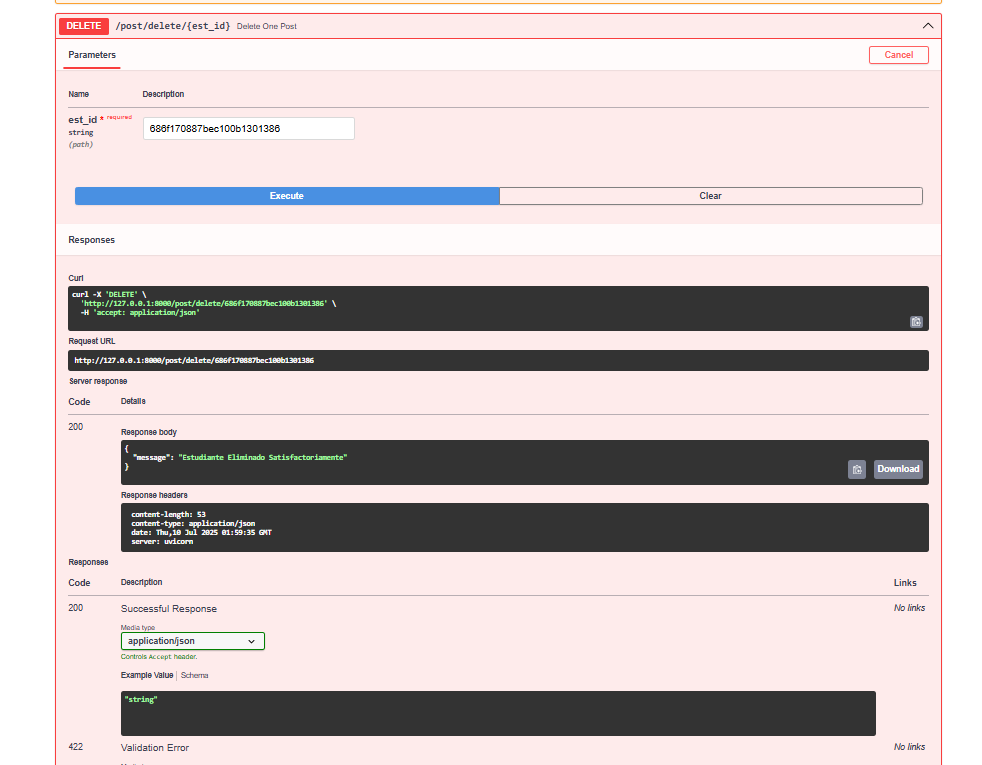 DELETE /post/delete/{est_id} Delete One Post
Parameters
Cancel
Name Description
est_id * required
string
(path)
686f170887bec100b1301386
Execute Clear
Responses
Curl
curl -X 'DELETE' \
'http://127.0.0.1:8000/post/delete/686f170887bec100b1301386' \
-H 'accept: application/json'
Request URL
http://127.0.0.1:8000/post/delete/686f170887bec100b1301386
Server response
Code Details
200
Response body
{
"message": "Estudiante Eliminado Satisfactoriamente"
}
Download
Response headers
content-length: 53
content-type: application/json
date: Thu,10 Jul 2025 01:59:35 GMT
server: uvicorn
Responses
Code Description Links
200 Successful Response No links
Media type
application/json
Controls Accept header.
Example Value Schema
"string"
422 Validation Error No links